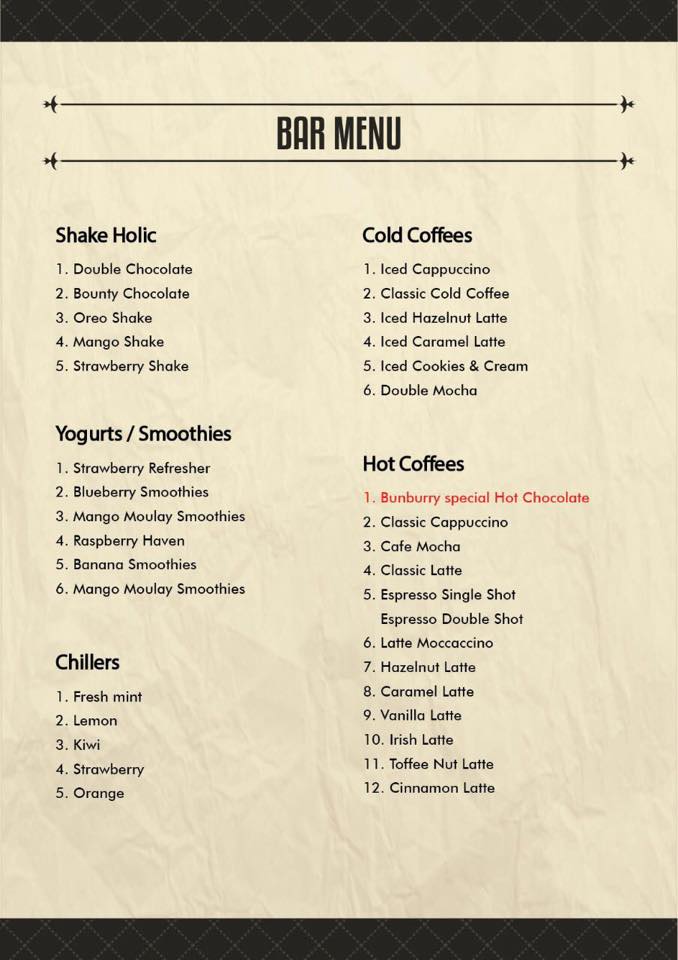 BAR MENU
Shake Holic
1. Double Chocolate
2. Bounty Chocolate
3. Oreo Shake
4. Mango Shake
5. Strawberry Shake
Yogurts / Smoothies
1. Strawberry Refresher
2. Blueberry Smoothies
3. Mango Moulay Smoothies
4. Raspberry Haven
5. Banana Smoothies
6. Mango Moulay Smoothies
Chillers
1. Fresh mint
2. Lemon
3. Kiwi
4. Strawberry
5. Orange
Cold Coffees
1. Iced Cappuccino
2. Classic Cold Coffee
3. Iced Hazelnut Latte
4. Iced Caramel Latte
5. Iced Cookies & Cream
6. Double Mocha
Hot Coffees
1. Bunburry special Hot Chocolate
2. Classic Cappuccino
3. Cafe Mocha
4. Classic Latte
5. Espresso Single Shot
Espresso Double Shot
6. Latte Moccaccino
7. Hazelnut Latte
8. Caramel Latte
9. Vanilla Latte
10. Irish Latte
11. Toffee Nut Latte
12. Cinnamon Latte